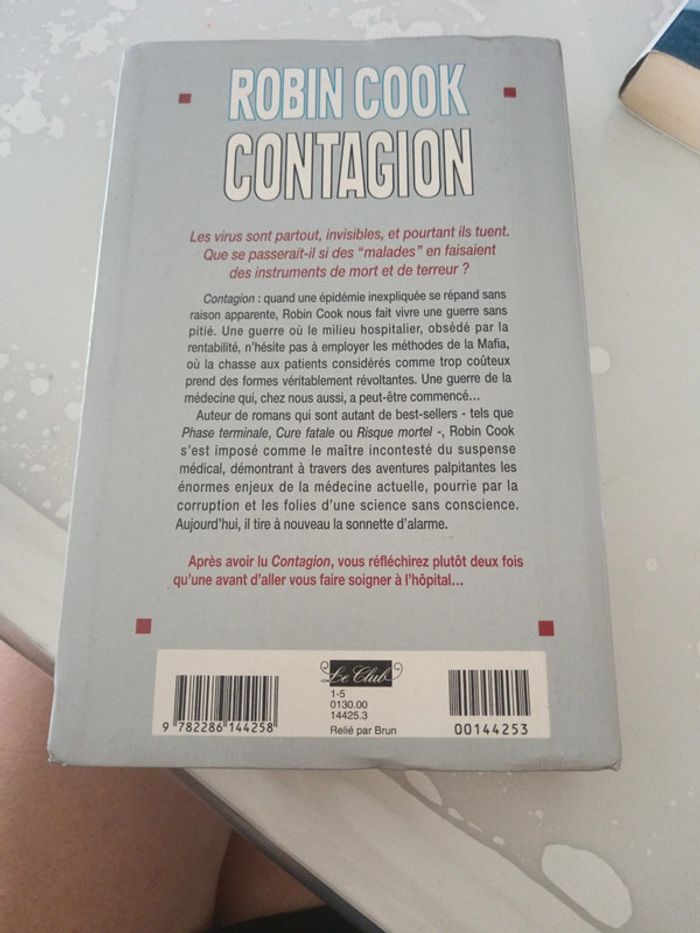 ROBIN COOK
CONTAGION
Les virus sont partout, invisibles, et pourtant ils tuent.
Que se passerait-il si des “malades” en faisaient
des instruments de mort et de terreur ?
Contagion : quand une épidémie inexpliquée se répand sans
raison apparente, Robin Cook nous fait vivre une guerre sans
pitié. Une guerre où le milieu hospitalier, obsédé par la
rentabilité, n’hésite pas à employer les méthodes de la Mafia,
où la chasse aux patients considérés comme trop coûteux
prend des formes véritablement révoltantes. Une guerre de la
médecine qui, chez nous aussi, a peut-être commencé...
Auteur de romans qui sont autant de best-sellers - tels que
Phase terminale, Cure fatale ou Risque mortel -, Robin Cook
s’est imposé comme le maître incontesté du suspense
médical, démontrant à travers des aventures palpitantes les
énormes enjeux de la médecine actuelle, pourrie par la
corruption et les folies d’une science sans conscience.
Aujourd’hui, il tire à nouveau la sonnette d’alarme.
Après avoir lu Contagion, vous réfléchirez plutôt deux fois
qu’une avant d’aller vous faire soigner à l’hôpital...
Le Club
1-5
0130.00
14425.3
Relié par Brun
9 782286 144258
00144253